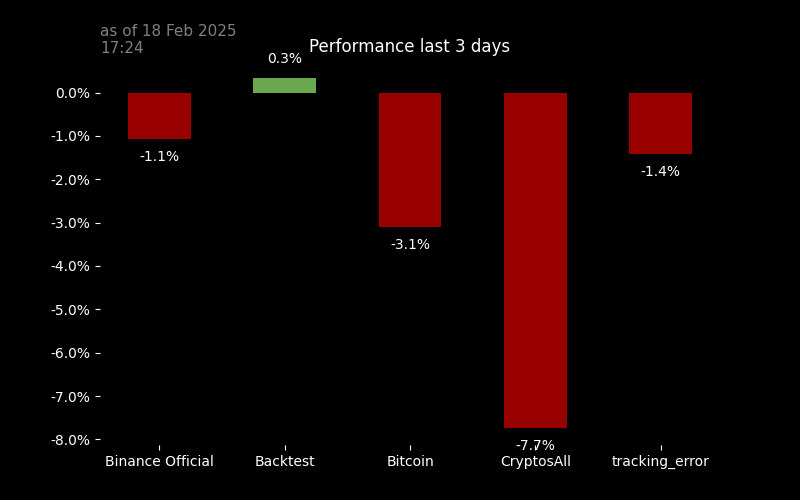 as of 18 Feb 2025
17:24
Performance last 3 days
0.3%
0.0%
-1.0%
-1.1%
-1.4%
-2.0%
-3.0%
-3.1%
-4.0%
-5.0%
-6.0%
-7.0%
-8.0%
-7.7%
Binance Official
Backtest
Bitcoin
CryptosAll
tracking_error